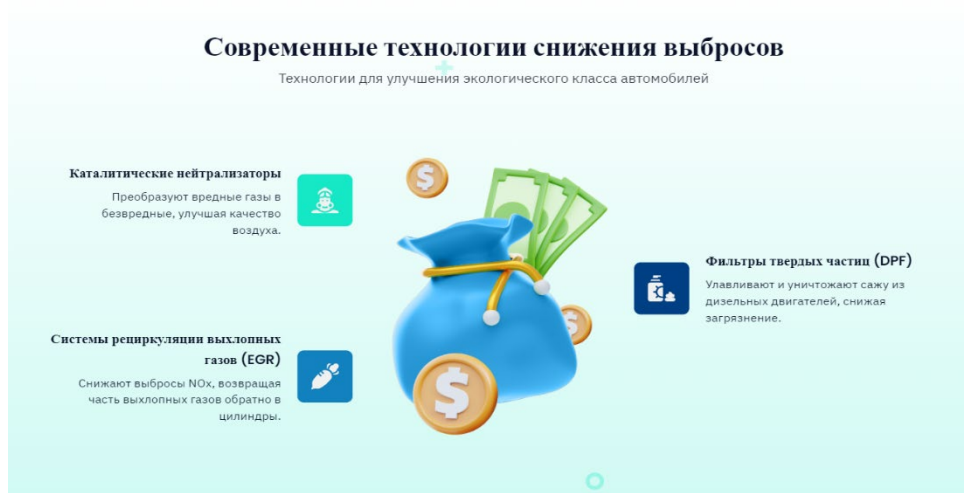 Современные технологии снижения выбросов
Технологии для улучшения экологического класса автомобилей
Каталитические нейтрализаторы
Преобразуют вредные газы в
безвредные, улучшая качество
воздуха.
Системы рециркуляции выхлопных
газов (EGR)
Снижают выбросы NOx, возвращая
часть выхлопных газов обратно в
цилиндры.
Фильтры твердых частиц (DPF)
Улавливают и уничтожают сажу из
дизельных двигателей, снижая
загрязнение.
$
$
$